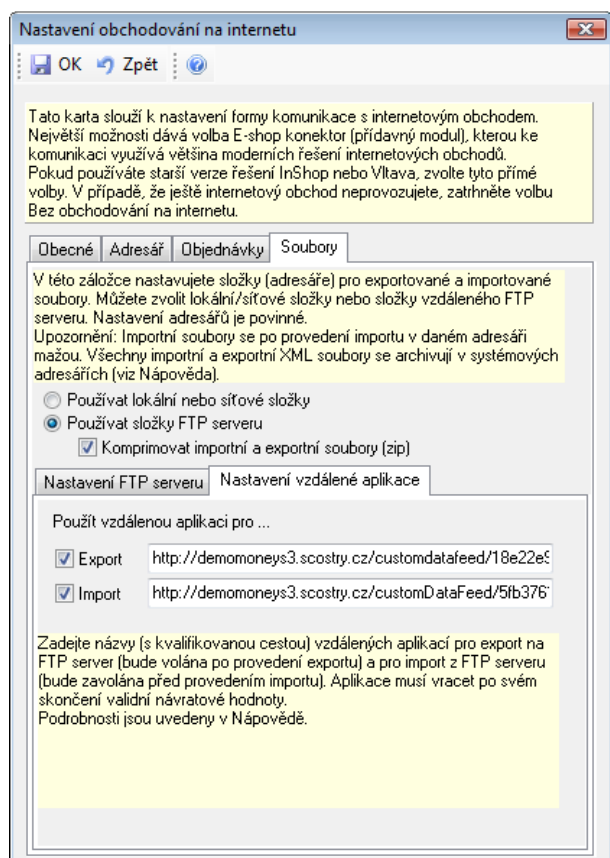 Nastavení obchodování na internetu
OK Zpět
Tato karta slouží k nastavení formy komunikace s internetovým obchodem.
Největší možnosti dává volba E-shop konektor (přídavný modul), kterou ke
komunikaci využívá většina moderních řešení internetových obchodů.
Pokud používáte starší verze řešení InShop nebo Vltava, zvolte tyto přímé
volby. V případě, že ještě internetový obchod neprovozujete, zatrhněte volbu
Bez obchodování na internetu.
Obecné Adresář Objednávky Soubory
V této záložce nastavujete složky (adresáře) pro exportované a importované
soubory. Můžete zvolit lokální/síťové složky nebo složky vzdáleného FTP
serveru. Nastavení adresářů je povinné.
Upozornění: Importní soubory se po provedení importu v daném adresáři
mažou. Všechny importní a exportní XML soubory se archivují v systémových
adresářích (viz Nápověda).
Používat lokální nebo síťové složky
Používat složky FTP serveru
Komprimovat importní a exportní soubory (zip)
Nastavení FTP serveru Nastavení vzdálené aplikace
Použít vzdálenou aplikaci pro ...
Export http://demomoneys3.scostry.cz/customdatafeed/18e22e9
Import http://demomoneys3.scostry.cz/customDataFeed/5fb376
Zadejte názvy (s kvalifikovanou cestou) vzdálených aplikací pro export na
FTP server (bude volána po provedení exportu) a pro import z FTP serveru
(bude zavolána před provedením importu). Aplikace musí vracet po svém
skončení validní návratové hodnoty.
Podrobnosti jsou uvedeny v Nápovědě.